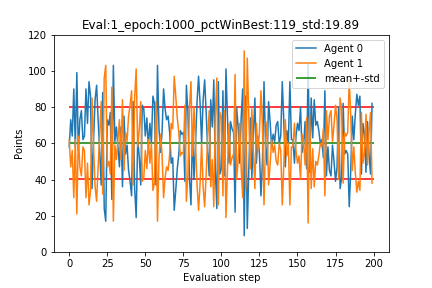 Eval:1_epoch:1000_pctWinBest:119_std:19.89
120
100
80
60
40
20
0
Points
Agent 0
Agent 1
mean+-std
0
25
50
75
100
125
150
175
200
Evaluation step